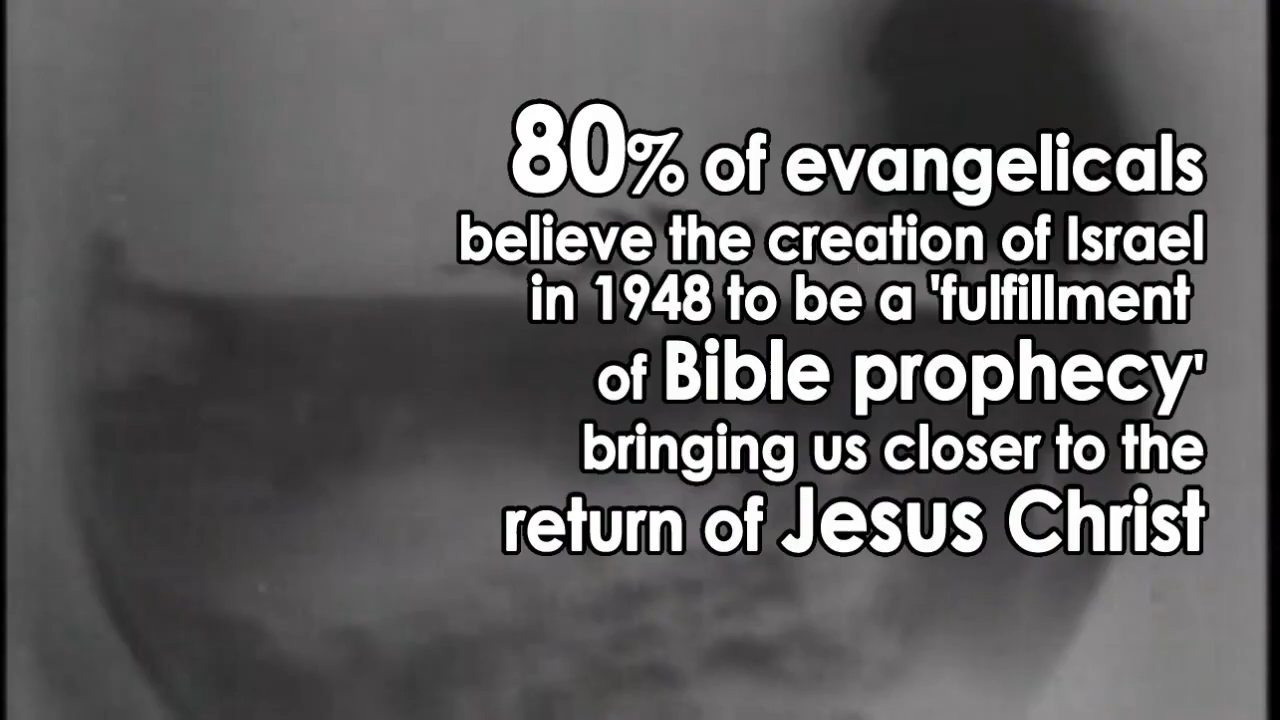 80% of evangelicals
believe the creation of Israel
in 1948 to be a 'fulfillment
of Bible prophecy'
bringing us closer to the
return of Jesus Christ